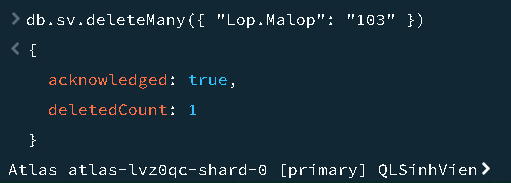 >db.sv.deleteMany({ "Lop.Malop": "103" })
< {
acknowledged: true,
deletedCount: 1
}
Atlas atlas-lvz0qc-shard-0 [primary] QLSinhVien>